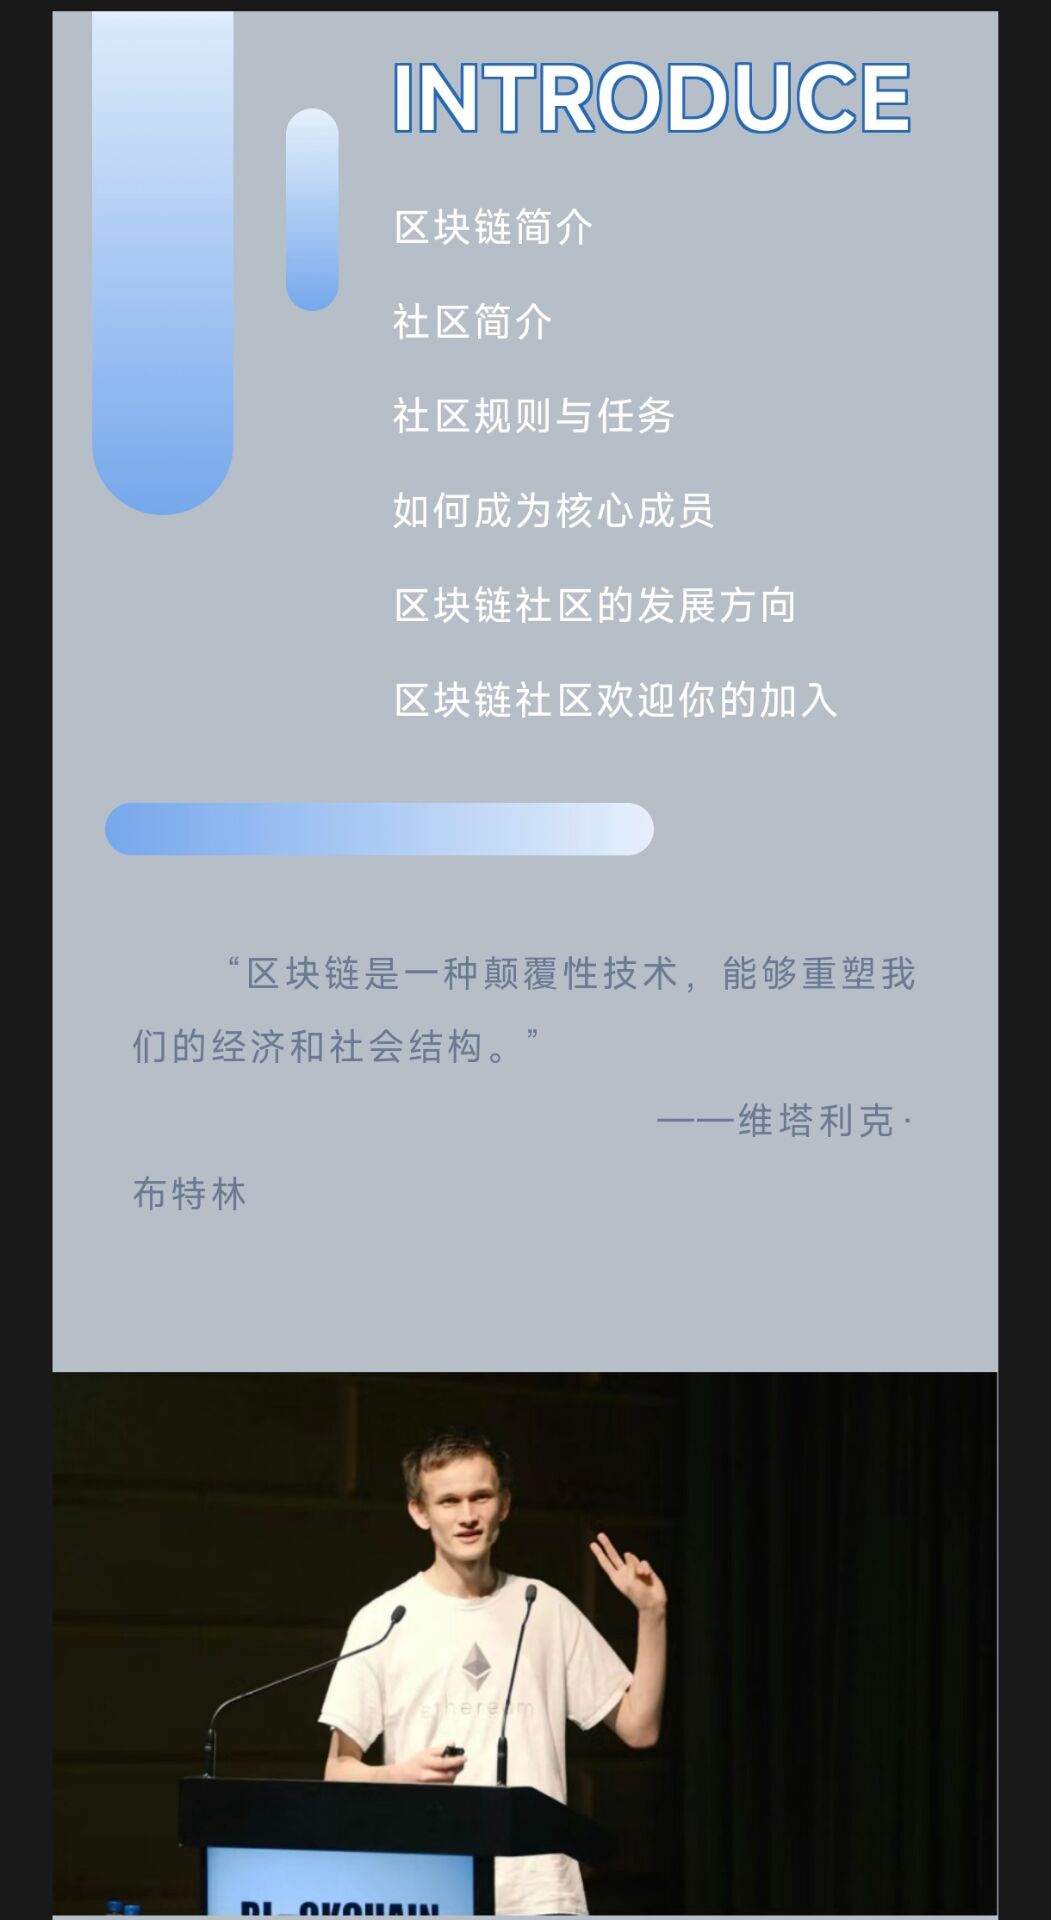 INTRODUCE
区块链简介
社区简介
社区规则与任务
如何成为核心成员
区块链社区的发展方向
区块链社区欢迎你的加入
“区块链是一种颠覆性技术，能够重塑我
们的经济和社会结构。”
——维塔利克·
布特林
ethereum